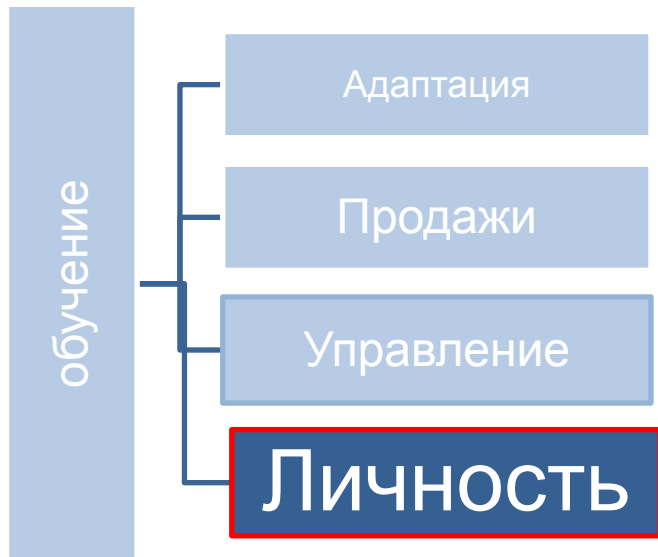 обучение
Адаптация
Продажи
Управление
Личность